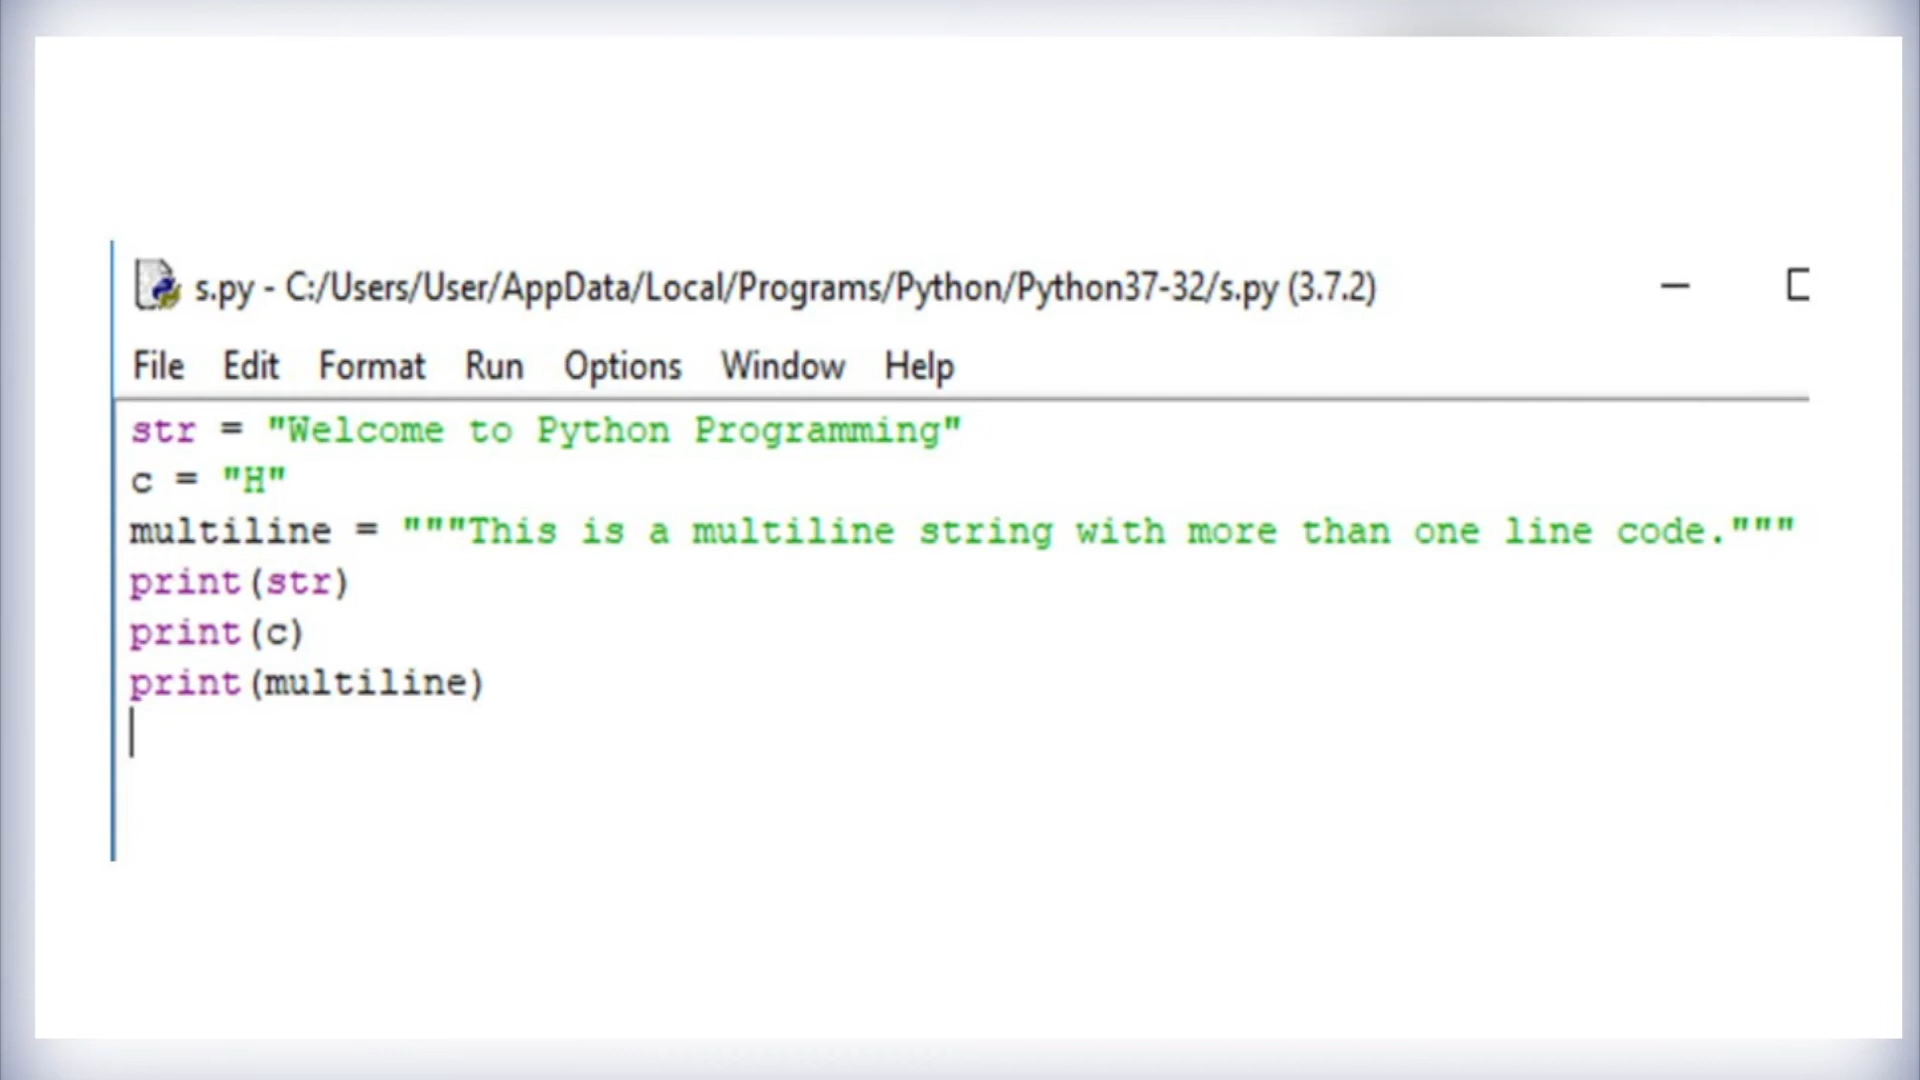 s.py - C:/Users/User/AppData/Local/Programs/Python/Python37-32/s.py (3.7.2)
File Edit Format Run Options Window Help
str = "Welcome to Python Programming"
c = "H"
multiline = """This is a multiline string with more than one line code."""
print(str)
print(c)
print(multiline)